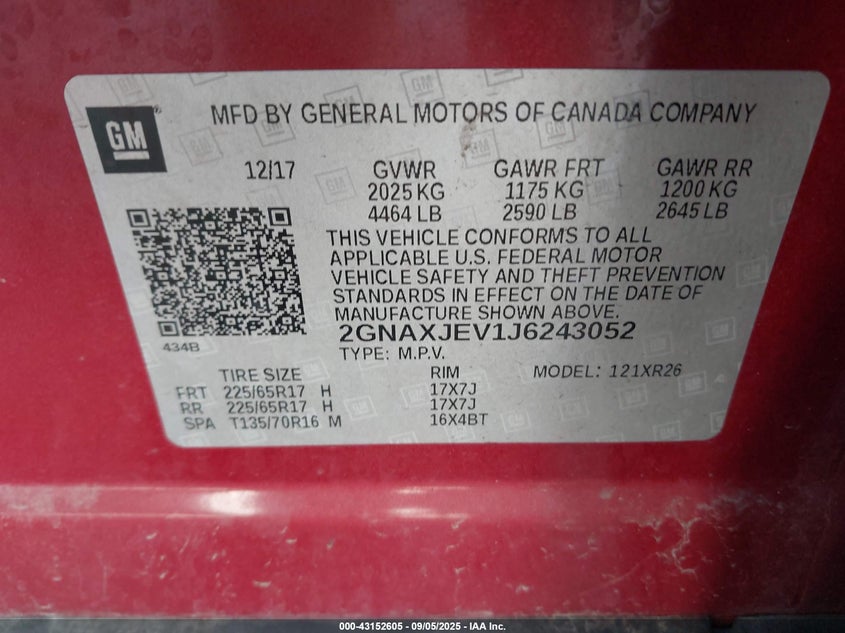 GM
MFD BY GENERAL MOTORS OF CANADA COMPANY
12/17 GVWR GAWR FRT GAWR RR
2025 KG 1175 KG 1200 KG
4464 LB 2590 LB 2645 LB
THIS VEHICLE CONFORMS TO ALL
APPLICABLE U.S. FEDERAL MOTOR
VEHICLE SAFETY AND THEFT PREVENTION
STANDARDS IN EFFECT ON THE DATE OF
MANUFACTURE SHOWN ABOVE.
434B
2GNAXJEV1J6243052
TYPE: M.P.V.
TIRE SIZE RIM MODEL: 121XR26
FRT 225/65R17 H 17X7J
RR 225/65R17 H 17X7J
SPA T135/70R16 M 16X4BT
000-43152605 - 09/05/2025 - IAA Inc.